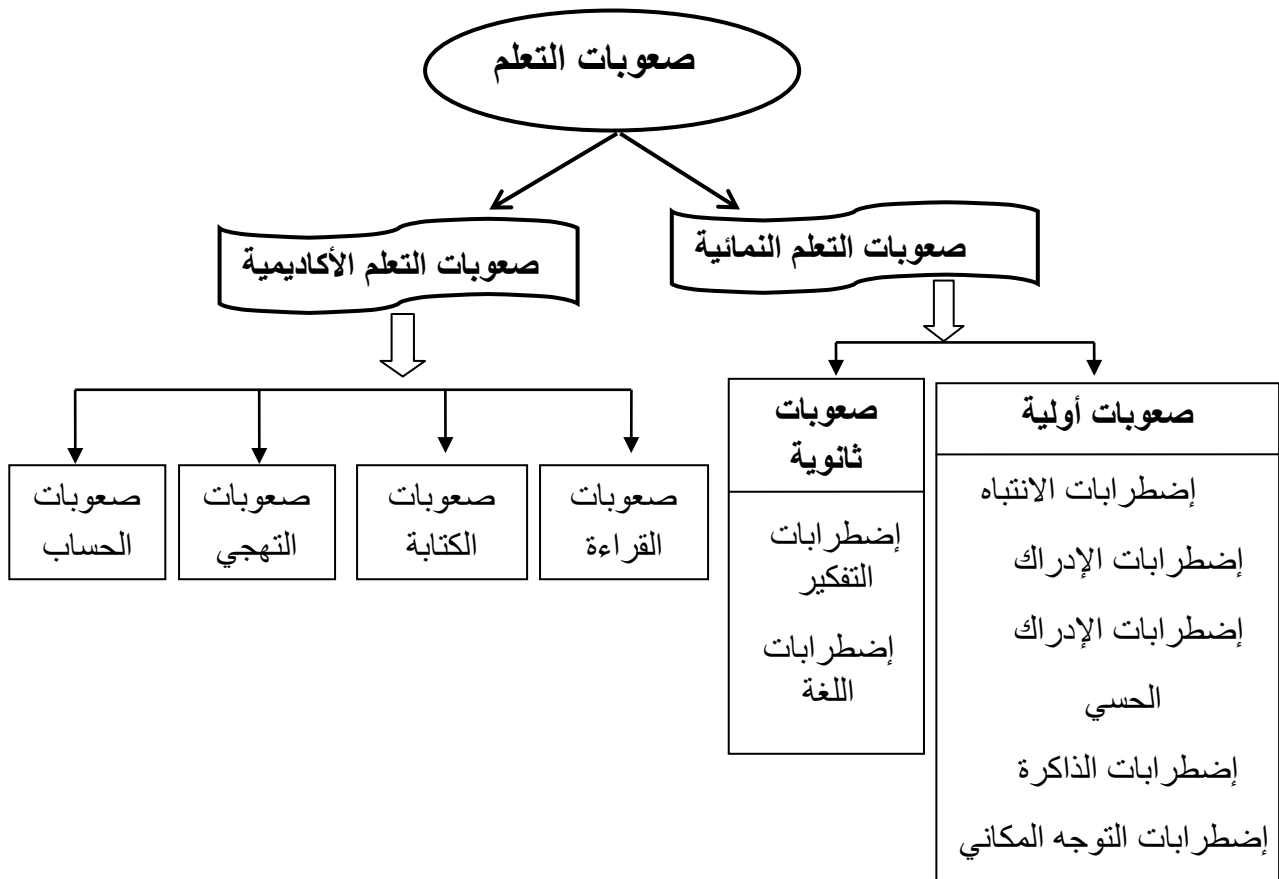 صعوبات التعلم
صعوبات التعلم النمائية
صعوبات التعلم الأكاديمية
صعوبات أولية
إضطرابات الانتباه
إضطرابات الإدراك
إضطرابات الإدراك
الحسي
إضطرابات الذاكرة
إضطرابات التوجه المكاني
صعوبات
ثانوية
إضطرابات
التفكير
إضطرابات
اللغة
صعوبات
القراءة
صعوبات
الكتابة
صعوبات
التهجي
صعوبات
الحساب